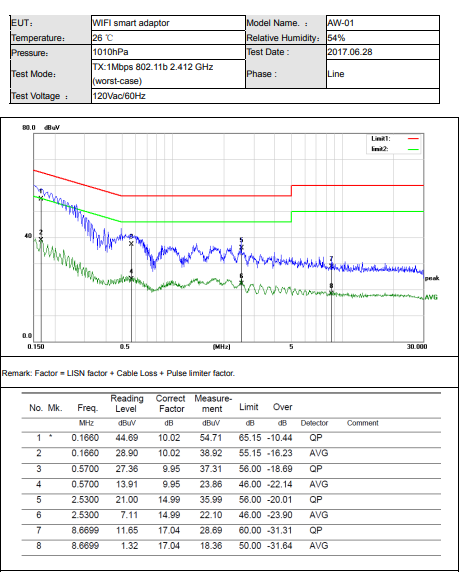 EUT: WIFI smart adaptor Model Name. : AW-01
Temperature: 26 ℃ Relative Humidity: 54%
Pressure: 1010hPa Test Date : 2017.06.28
Test Mode: TX:1Mbps 802.11b 2.412 GHz (worst-case) Phase : Line
Test Voltage : 120Vac/60Hz
80.0 dBuV
Limit1:
limit2:
40
0.0
1
2
3
4
5
6
7
8
peak
AVG
0.150 0.5 (MHz) 5 30.000
Remark: Factor = LISN factor + Cable Loss + Pulse limiter factor.
No. Mk. Freq. Reading Level Correct Factor Measure-ment Limit Over
MHz dBuV dB dBuV dB dB Detector Comment
1 * 0.1660 44.69 10.02 54.71 65.15 -10.44 QP
2 0.1660 28.90 10.02 38.92 55.15 -16.23 AVG
3 0.5700 27.36 9.95 37.31 56.00 -18.69 QP
4 0.5700 13.91 9.95 23.86 46.00 -22.14 AVG
5 2.5300 21.00 14.99 35.99 56.00 -20.01 QP
6 2.5300 7.11 14.99 22.10 46.00 -23.90 AVG
7 8.6699 11.65 17.04 28.69 60.00 -31.31 QP
8 8.6699 1.32 17.04 18.36 50.00 -31.64 AVG